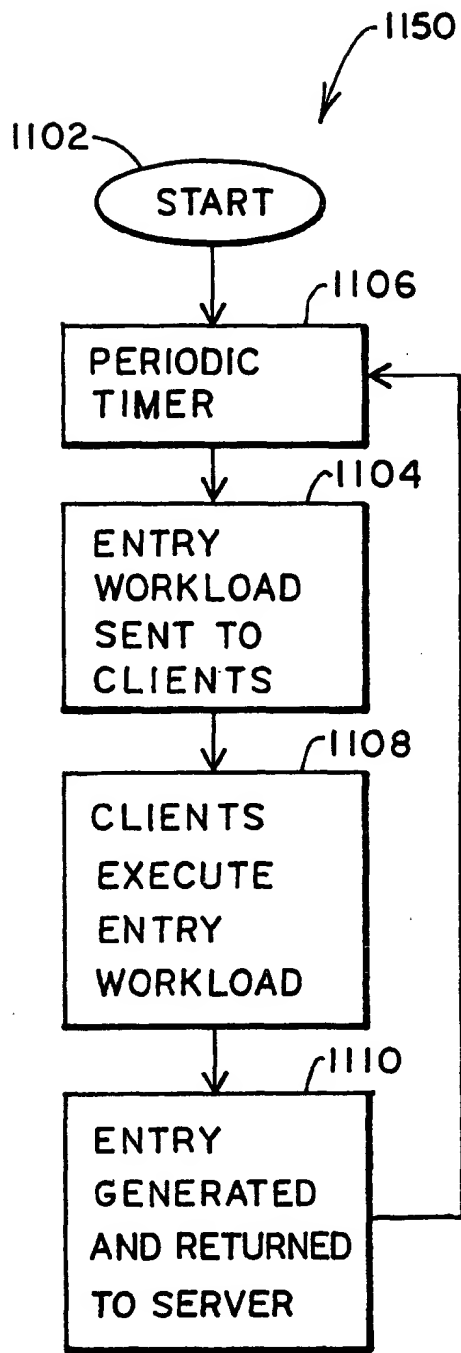 1150
1102
START
1106
PERIODIC
TIMER
1104
ENTRY
WORKLOAD
SENT TO
CLIENTS
1108
CLIENTS
EXECUTE
ENTRY
WORKLOAD
1110
ENTRY
GENERATED
AND RETURNED
TO SERVER